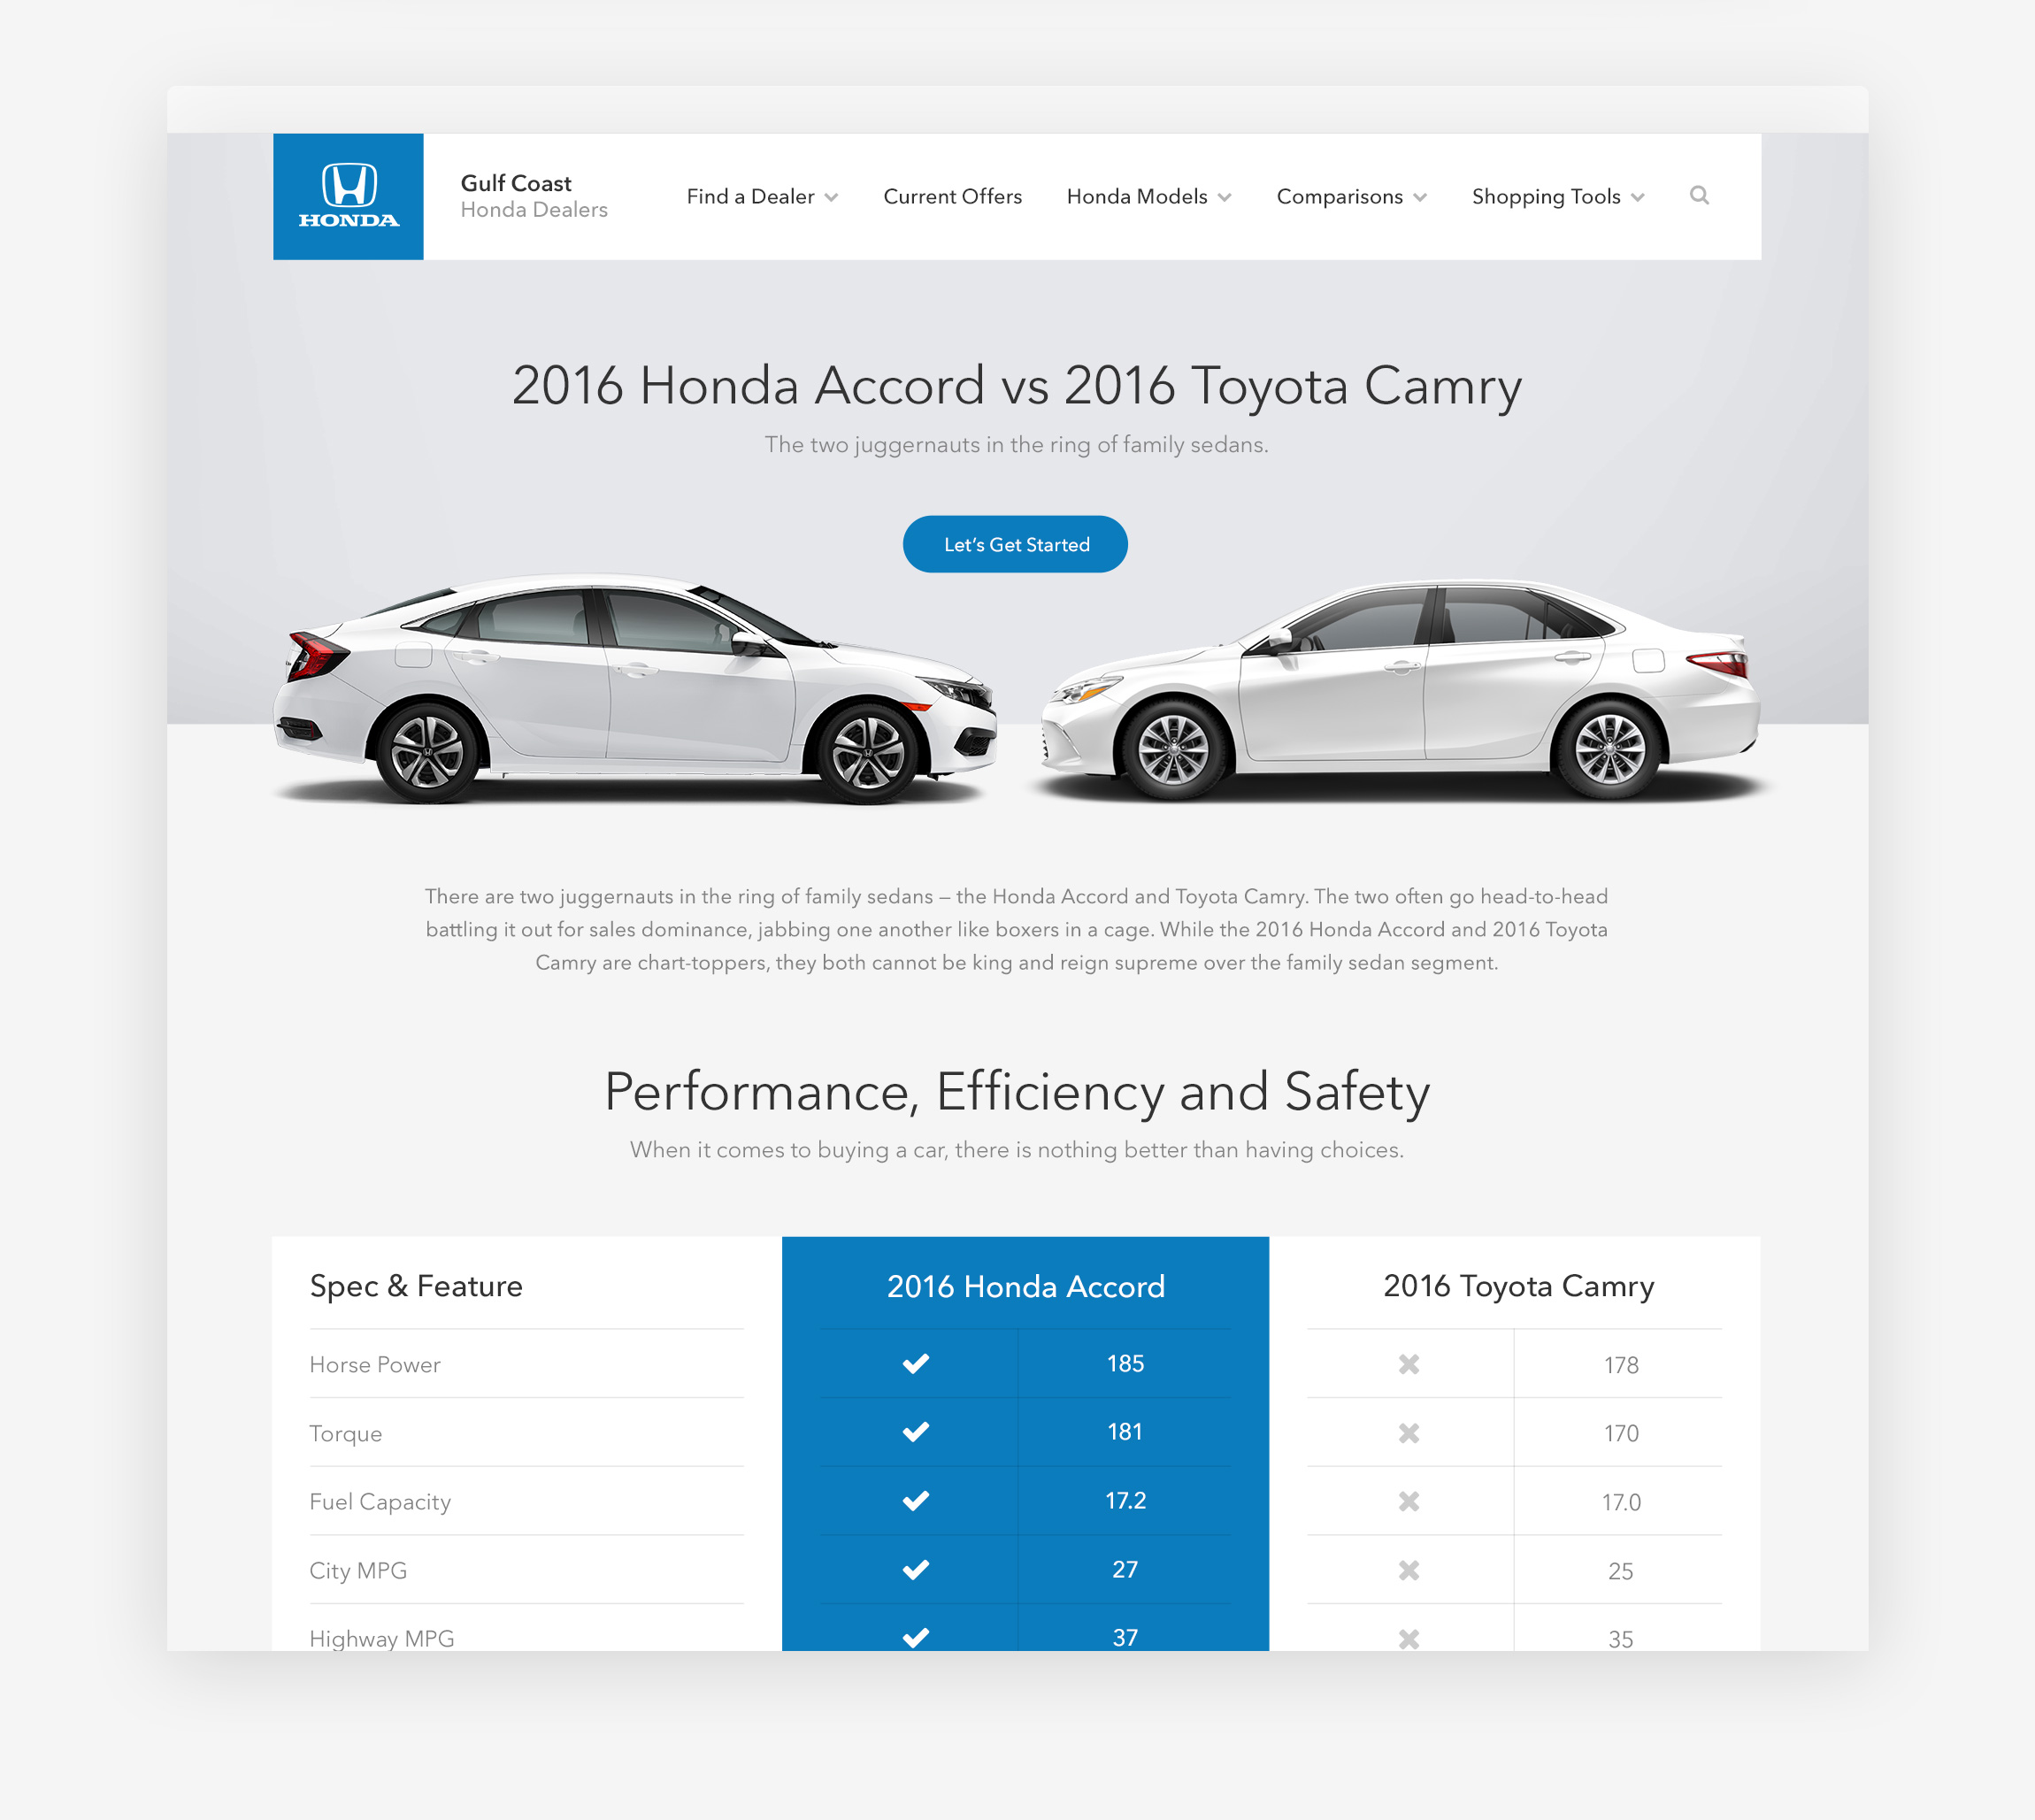 HONDA
Gulf Coast
Honda Dealers
Find a Dealer
Current Offers
Honda Models
Comparisons
Shopping Tools
2016 Honda Accord vs 2016 Toyota Camry
The two juggernauts in the ring of family sedans.
Let's Get Started
There are two juggernauts in the ring of family sedans – the Honda Accord and Toyota Camry. The two often go head-to-head
battling it out for sales dominance, jabbing one another like boxers in a cage. While the 2016 Honda Accord and 2016 Toyota
Camry are chart-toppers, they both cannot be king and reign supreme over the family sedan segment.
Performance, Efficiency and Safety
When it comes to buying a car, there is nothing better than having choices.
Spec & Feature 2016 Honda Accord 2016 Toyota Camry
Horse Power 185 178
Torque 181 170
Fuel Capacity 17.2 17.0
City MPG 27 25
Highway MPG 37 35